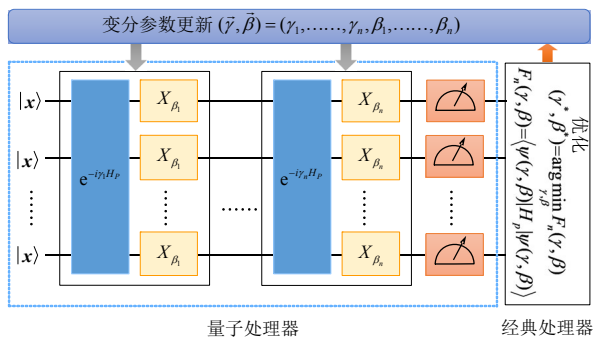 变分参数更新 (γ⃗, β⃗) = (γ₁,……,γₙ,β₁,……,βₙ)
|x⟩ X_{β₁} X_{βₙ}
|x⟩ X_{β₁} X_{βₙ}
e^{-iγ₁H_P} …… e^{-iγₙH_P}
|x⟩ X_{β₁} X_{βₙ}
优化
(γ*, β*)=arg min_{γ,β} Fₙ(γ,β)
Fₙ(γ,β)=⟨ψ(γ,β)|H_p|ψ(γ,β)⟩
量子处理器
经典处理器